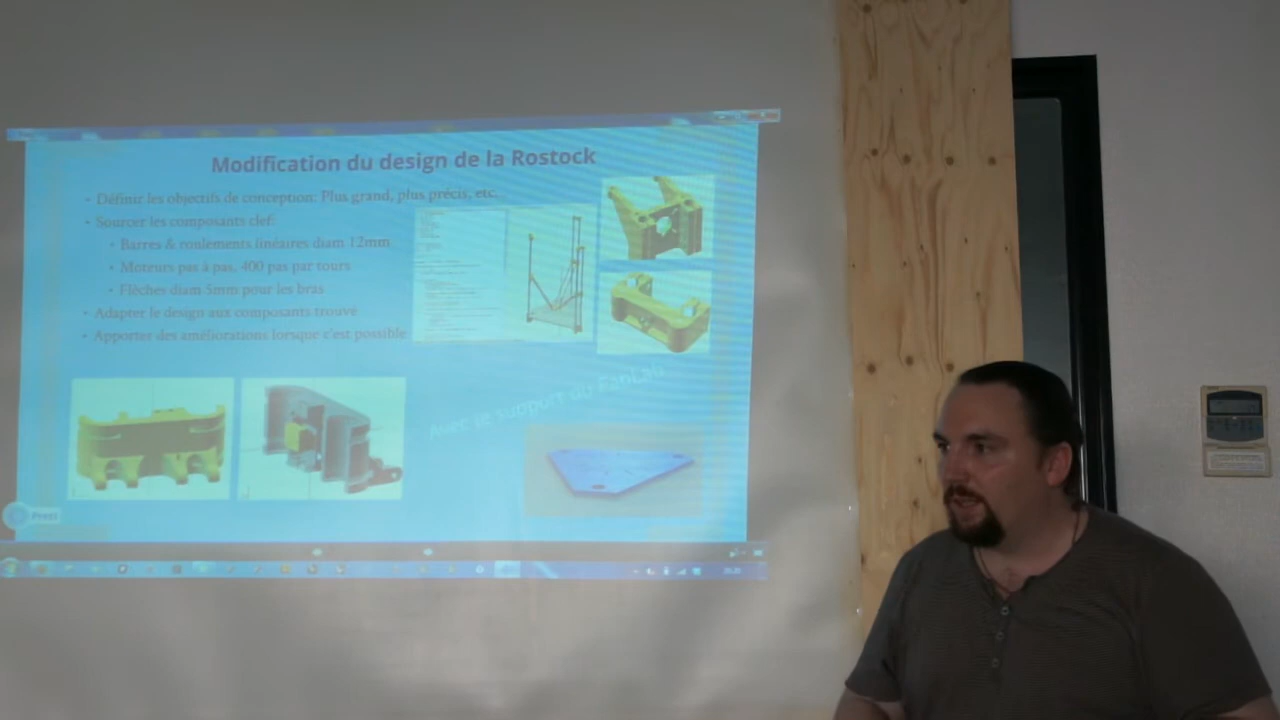 Modification du design de la Rostock
• Définir les objectifs de conception: Plus grand, plus précis, etc.
• Sourcer les composants clef:
• Barres & roulements linéaires diam 12mm
• Moteurs pas à pas, 400 pas par tours
• Flèches diam 5mm pour les bras
• Adapter le design aux composants trouvé
• Apporter des améliorations lorsque c'est possible
Avec le support du FabLab
Prezi